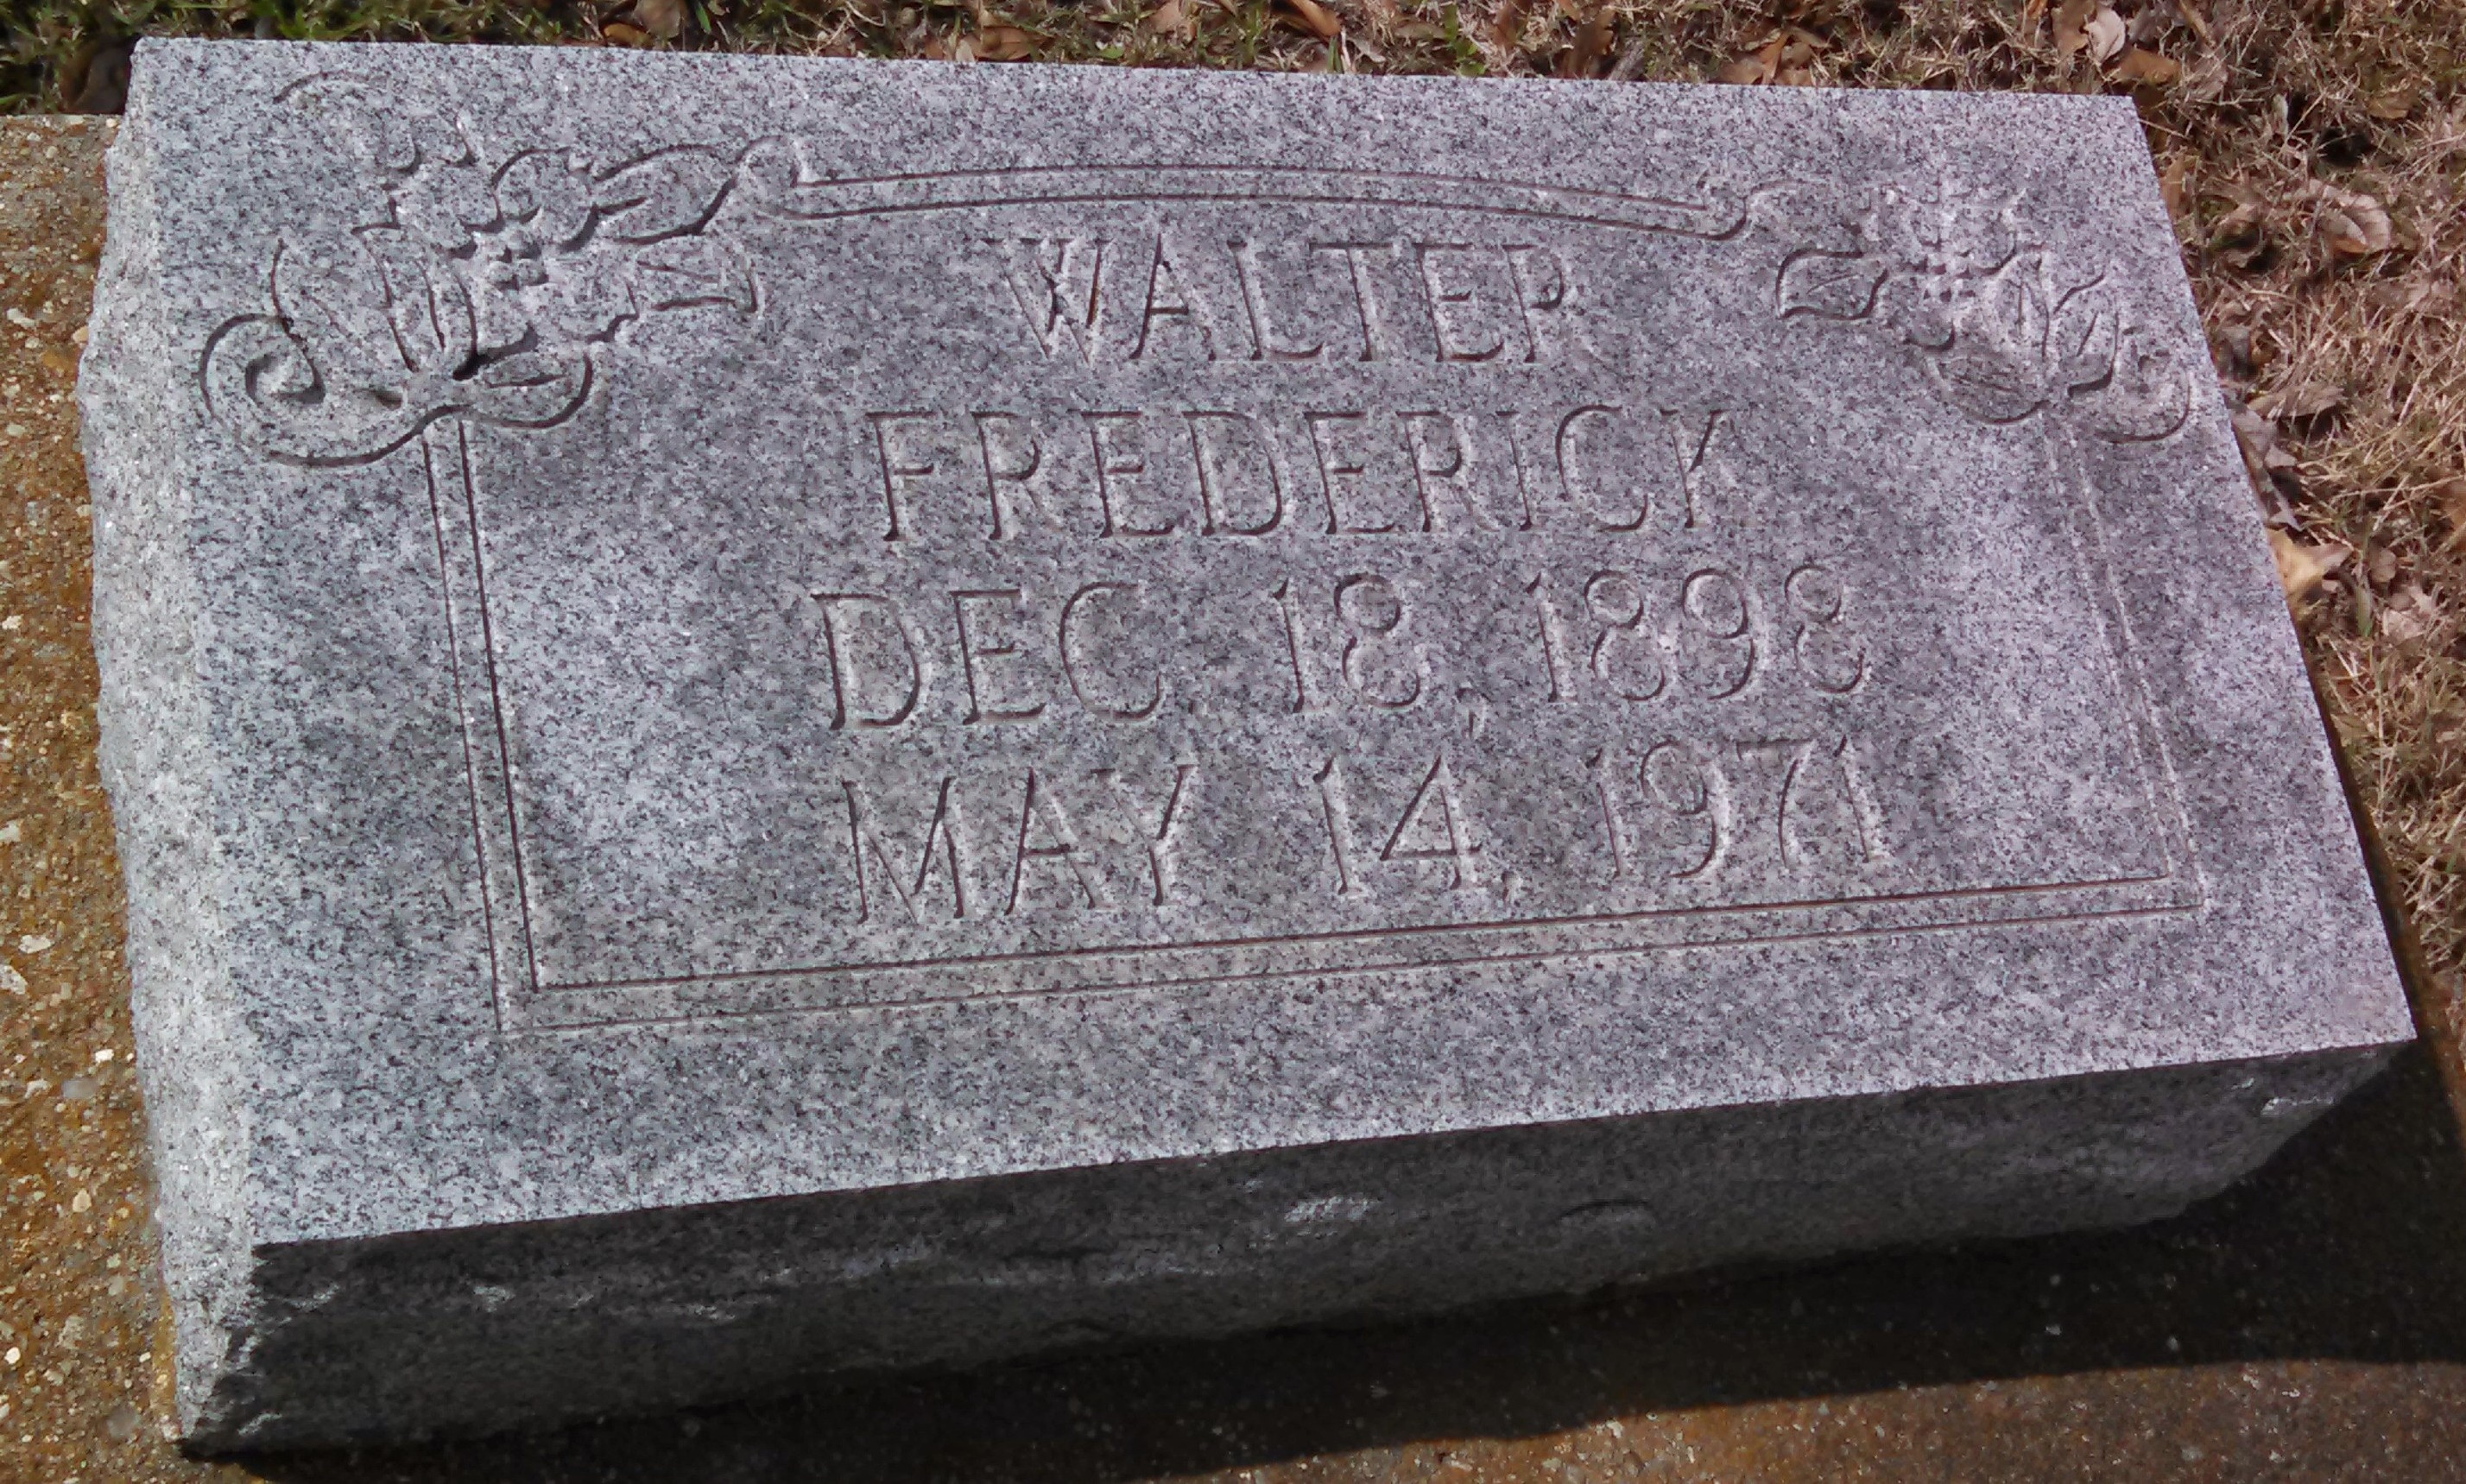 WALTER
FREDERICK
DEC. 18, 1898
MAY 14, 1971